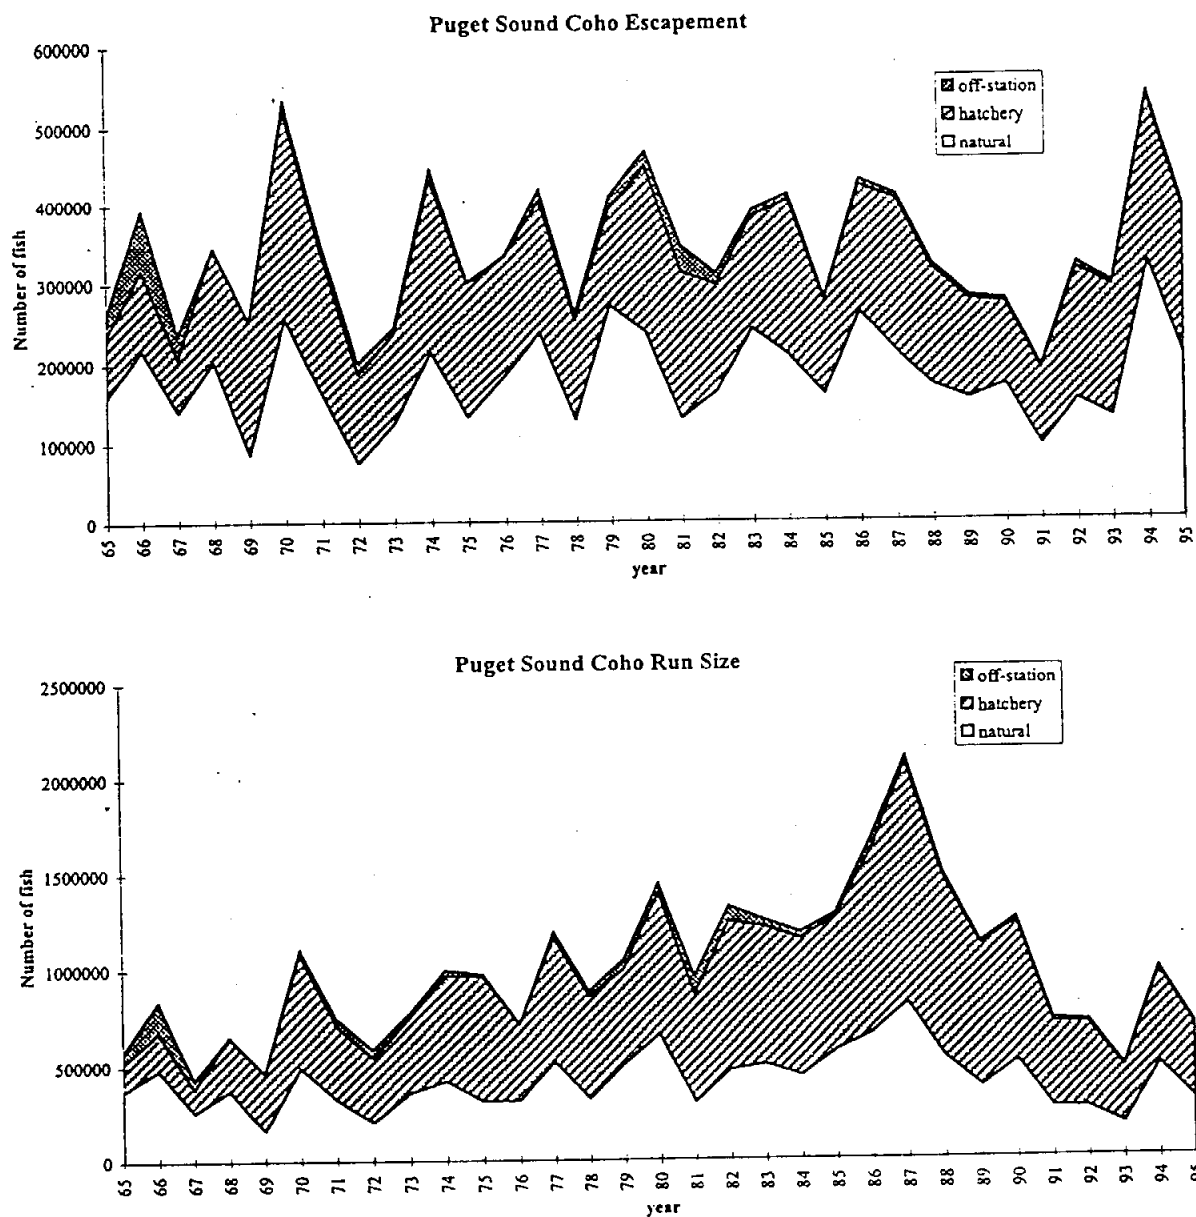 Puget Sound Coho Escapement
600000
500000
400000
300000
200000
100000
0
Number of fish
off-station
hatchery
natural
65 66 67 68 69 70 71 72 73 74 75 76 77 78 79 80 81 82 83 84 85 86 87 88 89 90 91 92 93 94 95
year
Puget Sound Coho Run Size
2500000
2000000
1500000
1000000
500000
0
Number of fish
off-station
hatchery
natural
65 66 67 68 69 70 71 72 73 74 75 76 77 78 79 80 81 82 83 84 85 86 87 88 89 90 91 92 93 94 95
year